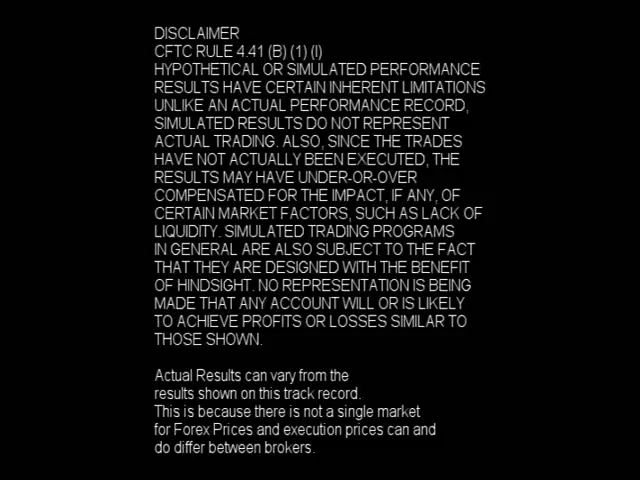 DISCLAIMER
CFTC RULE 4.41 (B) (1) (I)
HYPOTHETICAL OR SIMULATED PERFORMANCE
RESULTS HAVE CERTAIN INHERENT LIMITATIONS
UNLIKE AN ACTUAL PERFORMANCE RECORD,
SIMULATED RESULTS DO NOT REPRESENT
ACTUAL TRADING. ALSO, SINCE THE TRADES
HAVE NOT ACTUALLY BEEN EXECUTED, THE
RESULTS MAY HAVE UNDER-OR-OVER
COMPENSATED FOR THE IMPACT, IF ANY, OF
CERTAIN MARKET FACTORS, SUCH AS LACK OF
LIQUIDITY. SIMULATED TRADING PROGRAMS
IN GENERAL ARE ALSO SUBJECT TO THE FACT
THAT THEY ARE DESIGNED WITH THE BENEFIT
OF HINDSIGHT. NO REPRESENTATION IS BEING
MADE THAT ANY ACCOUNT WILL OR IS LIKELY
TO ACHIEVE PROFITS OR LOSSES SIMILAR TO
THOSE SHOWN.
Actual Results can vary from the
results shown on this track record.
This is because there is not a single market
for Forex Prices and execution prices can and
do differ between brokers.